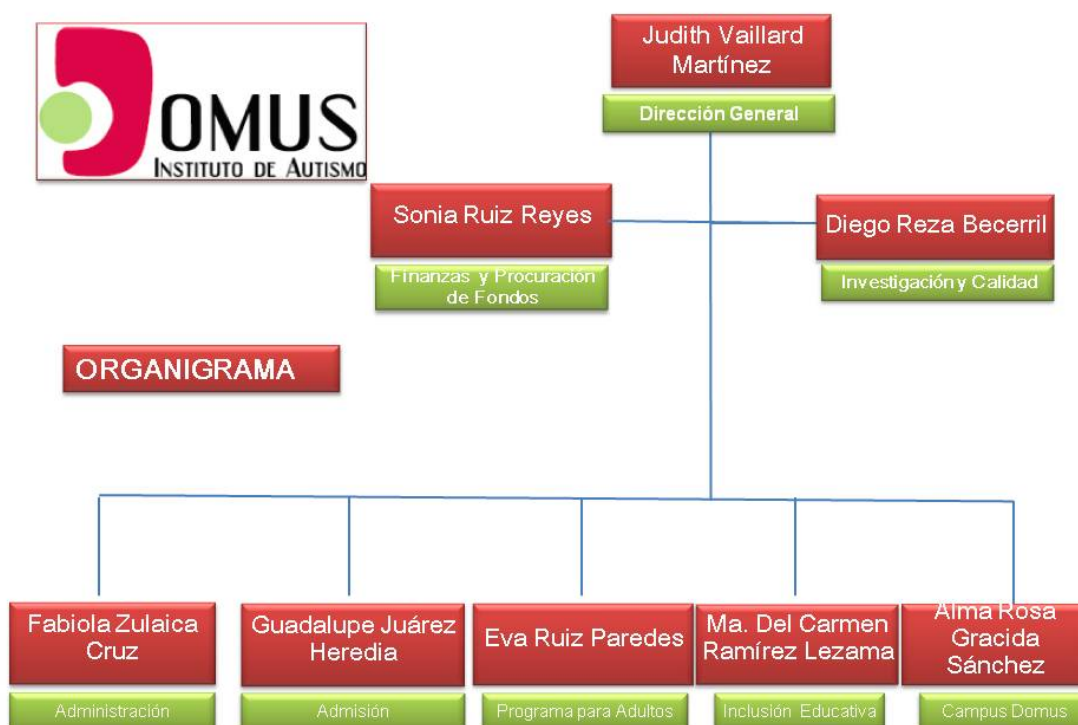 DOMUS
INSTITUTO DE AUTISMO
Judith Vaillard
Martínez
Dirección General
Sonia Ruiz Reyes
Finanzas y Procuración
de Fondos
Diego Reza Becerril
Investigación y Calidad
ORGANIGRAMA
Fabiola Zulaica
Cruz
Administración
Guadalupe Juárez
Heredia
Admisión
Eva Ruiz Paredes
Programa para Adultos
Ma. Del Carmen
Ramírez Lezama
Inclusión Educativa
Alma Rosa
Gracida
Sánchez
Campus Domus